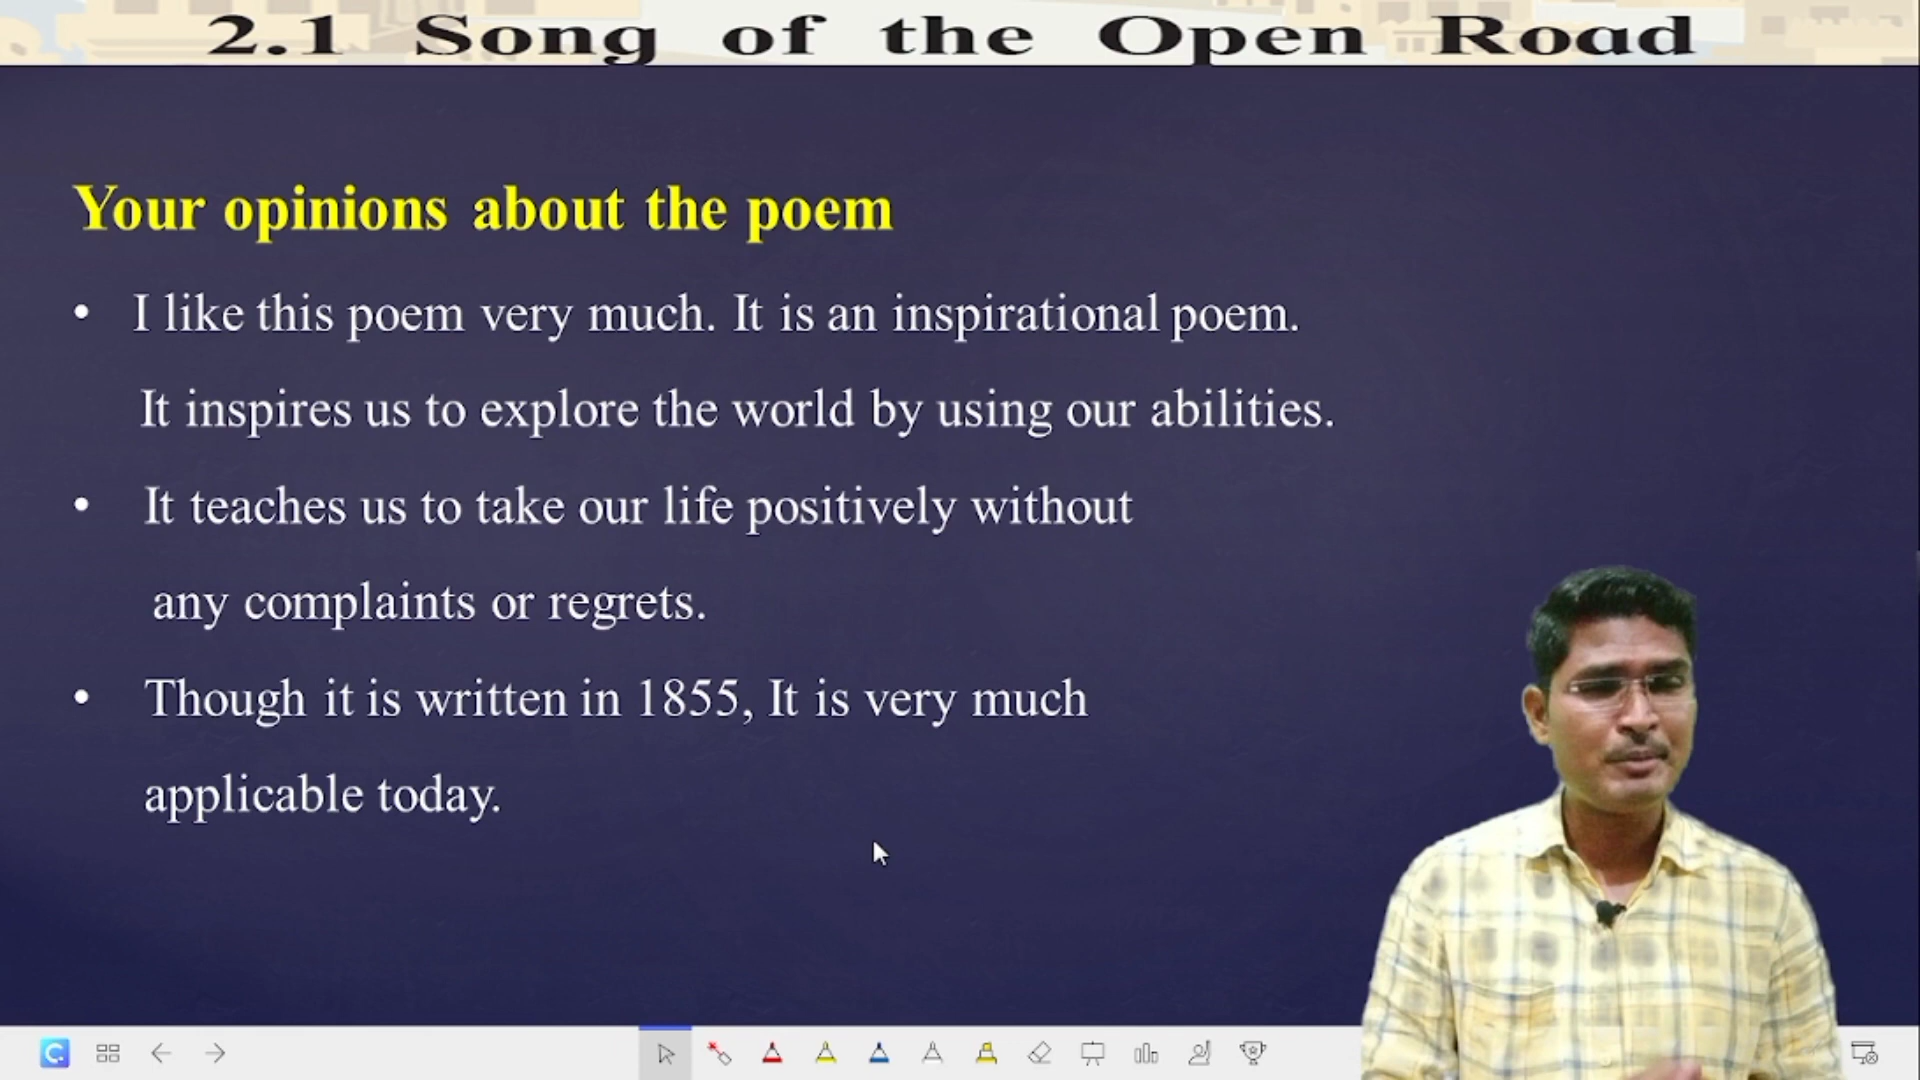 2.1 Song of the Open Road
Your opinions about the poem
• I like this poem very much. It is an inspirational poem.
It inspires us to explore the world by using our abilities.
• It teaches us to take our life positively without
any complaints or regrets.
• Though it is written in 1855, It is very much
applicable today.